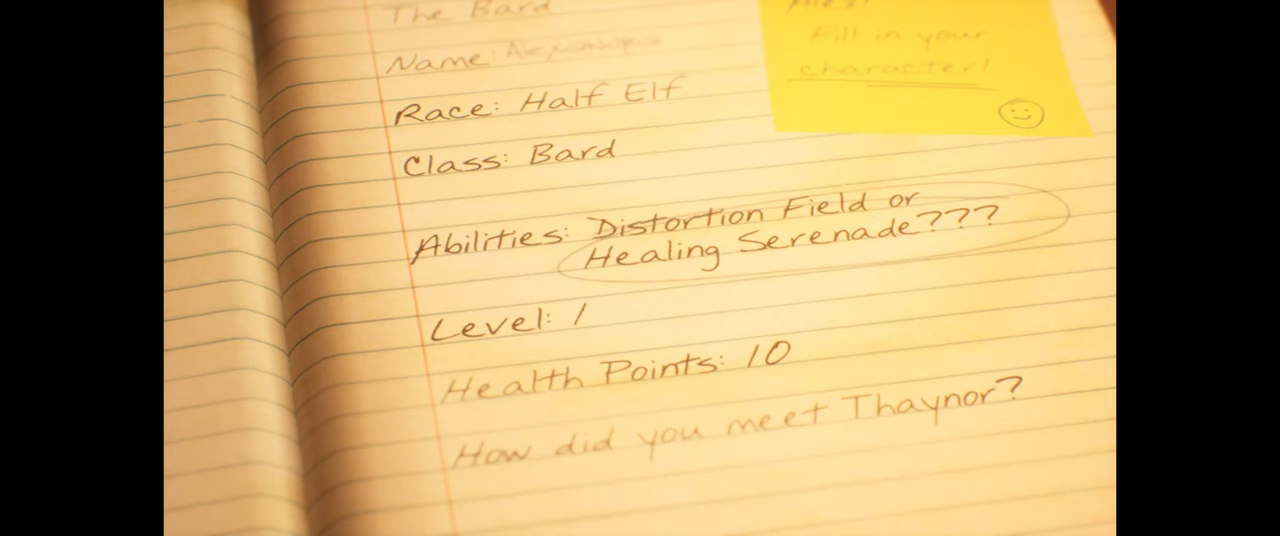 The Bard
Name:
Race: Half Elf
Class: Bard
Abilities: Distortion Field or
Healing Serenade???
Level: 1
Health Points: 10
How did you meet Thaynor?
Alex!
Fill in your
character!